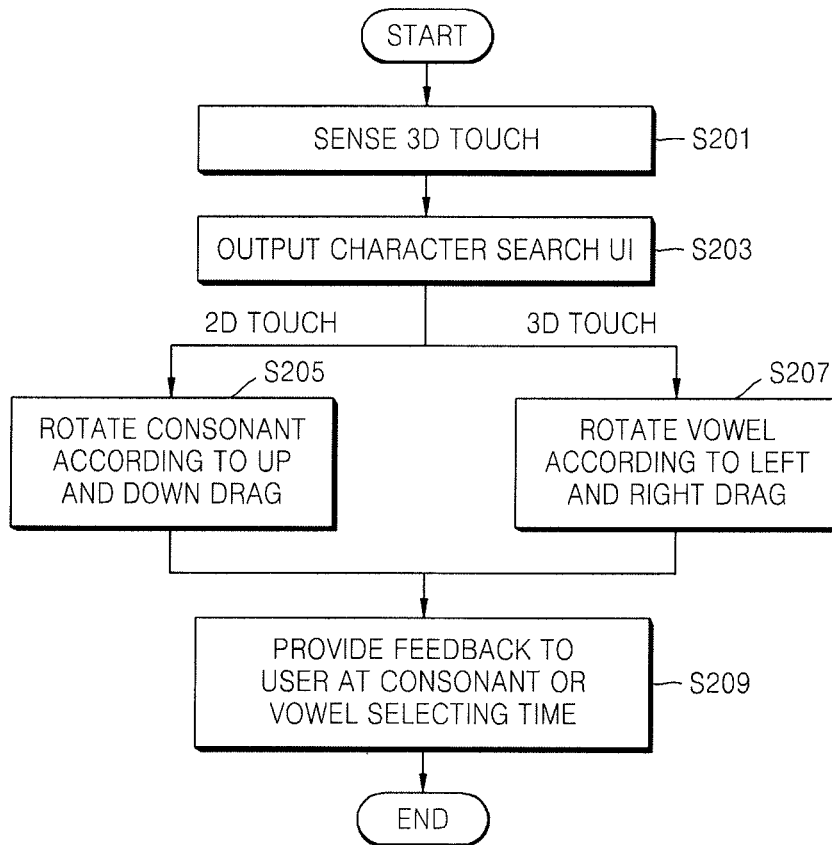 START
SENSE 3D TOUCH
S201
OUTPUT CHARACTER SEARCH UI
S203
2D TOUCH
3D TOUCH
S205
S207
ROTATE CONSONANT
ACCORDING TO UP
AND DOWN DRAG
ROTATE VOWEL
ACCORDING TO LEFT
AND RIGHT DRAG
PROVIDE FEEDBACK TO
USER AT CONSONANT OR
VOWEL SELECTING TIME
S209
END